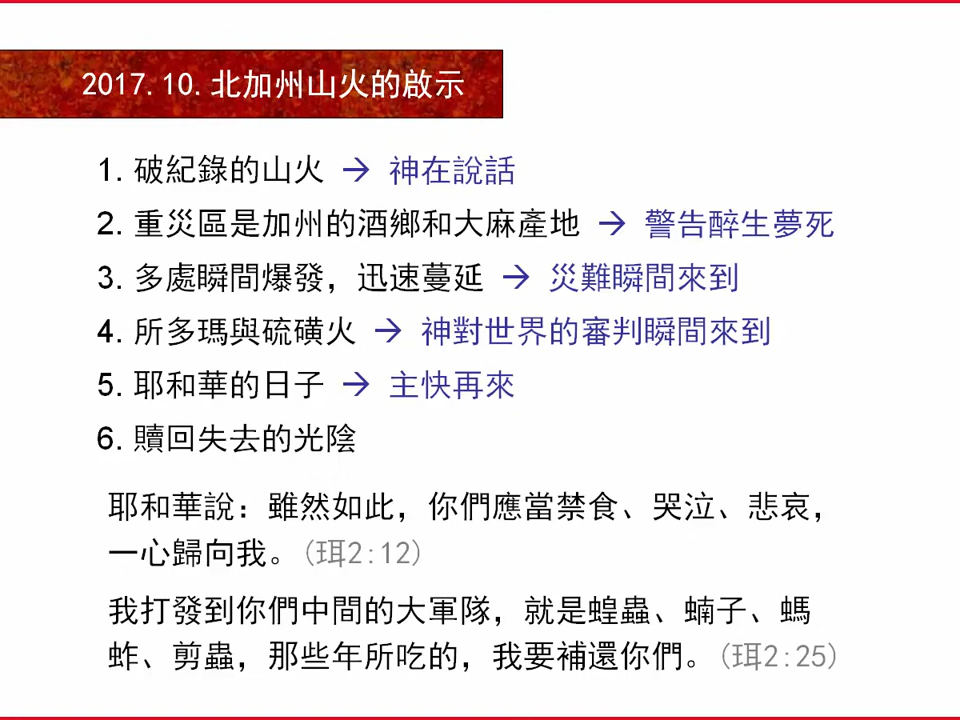 2017.10.北加州山火的啟示
1. 破紀錄的山火 → 神在說話
2. 重災區是加州的酒鄉和大麻產地 → 警告醉生夢死
3. 多處瞬間爆發，迅速蔓延 → 災難瞬間來到
4. 所多瑪與硫磺火 → 神對世界的審判瞬間來到
5. 耶和華的日子 → 主快再來
6. 贖回失去的光陰
耶和華說：雖然如此，你們應當禁食、哭泣、悲哀，
一心歸向我。(珥2:12)
我打發到你們中間的大軍隊，就是蝗蟲、蝻子、螞
蚱、剪蟲，那些年所吃的，我要補還你們。(珥2:25)